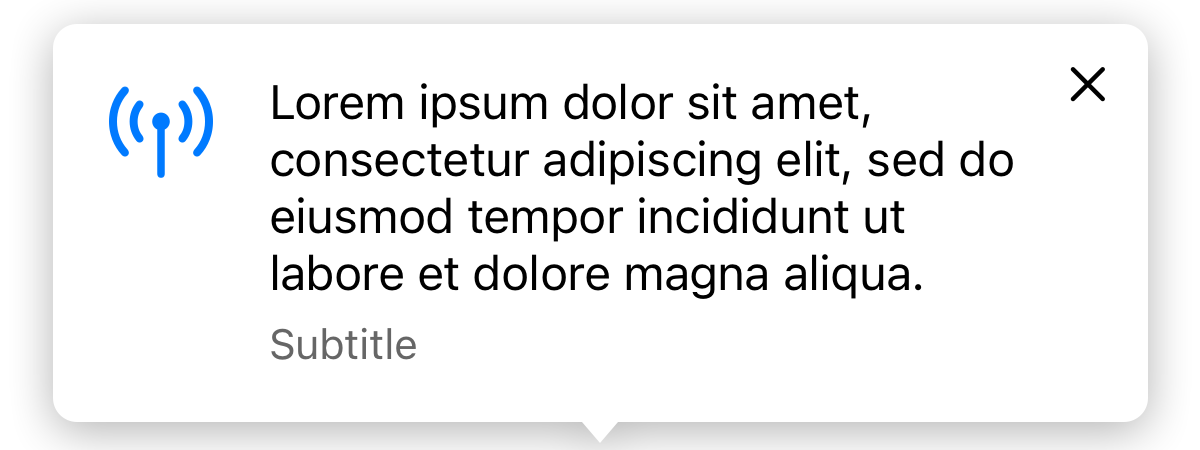 Lorem ipsum dolor sit amet,
consectetur adipiscing elit, sed do
eiusmod tempor incididunt ut
labore et dolore magna aliqua.
Subtitle